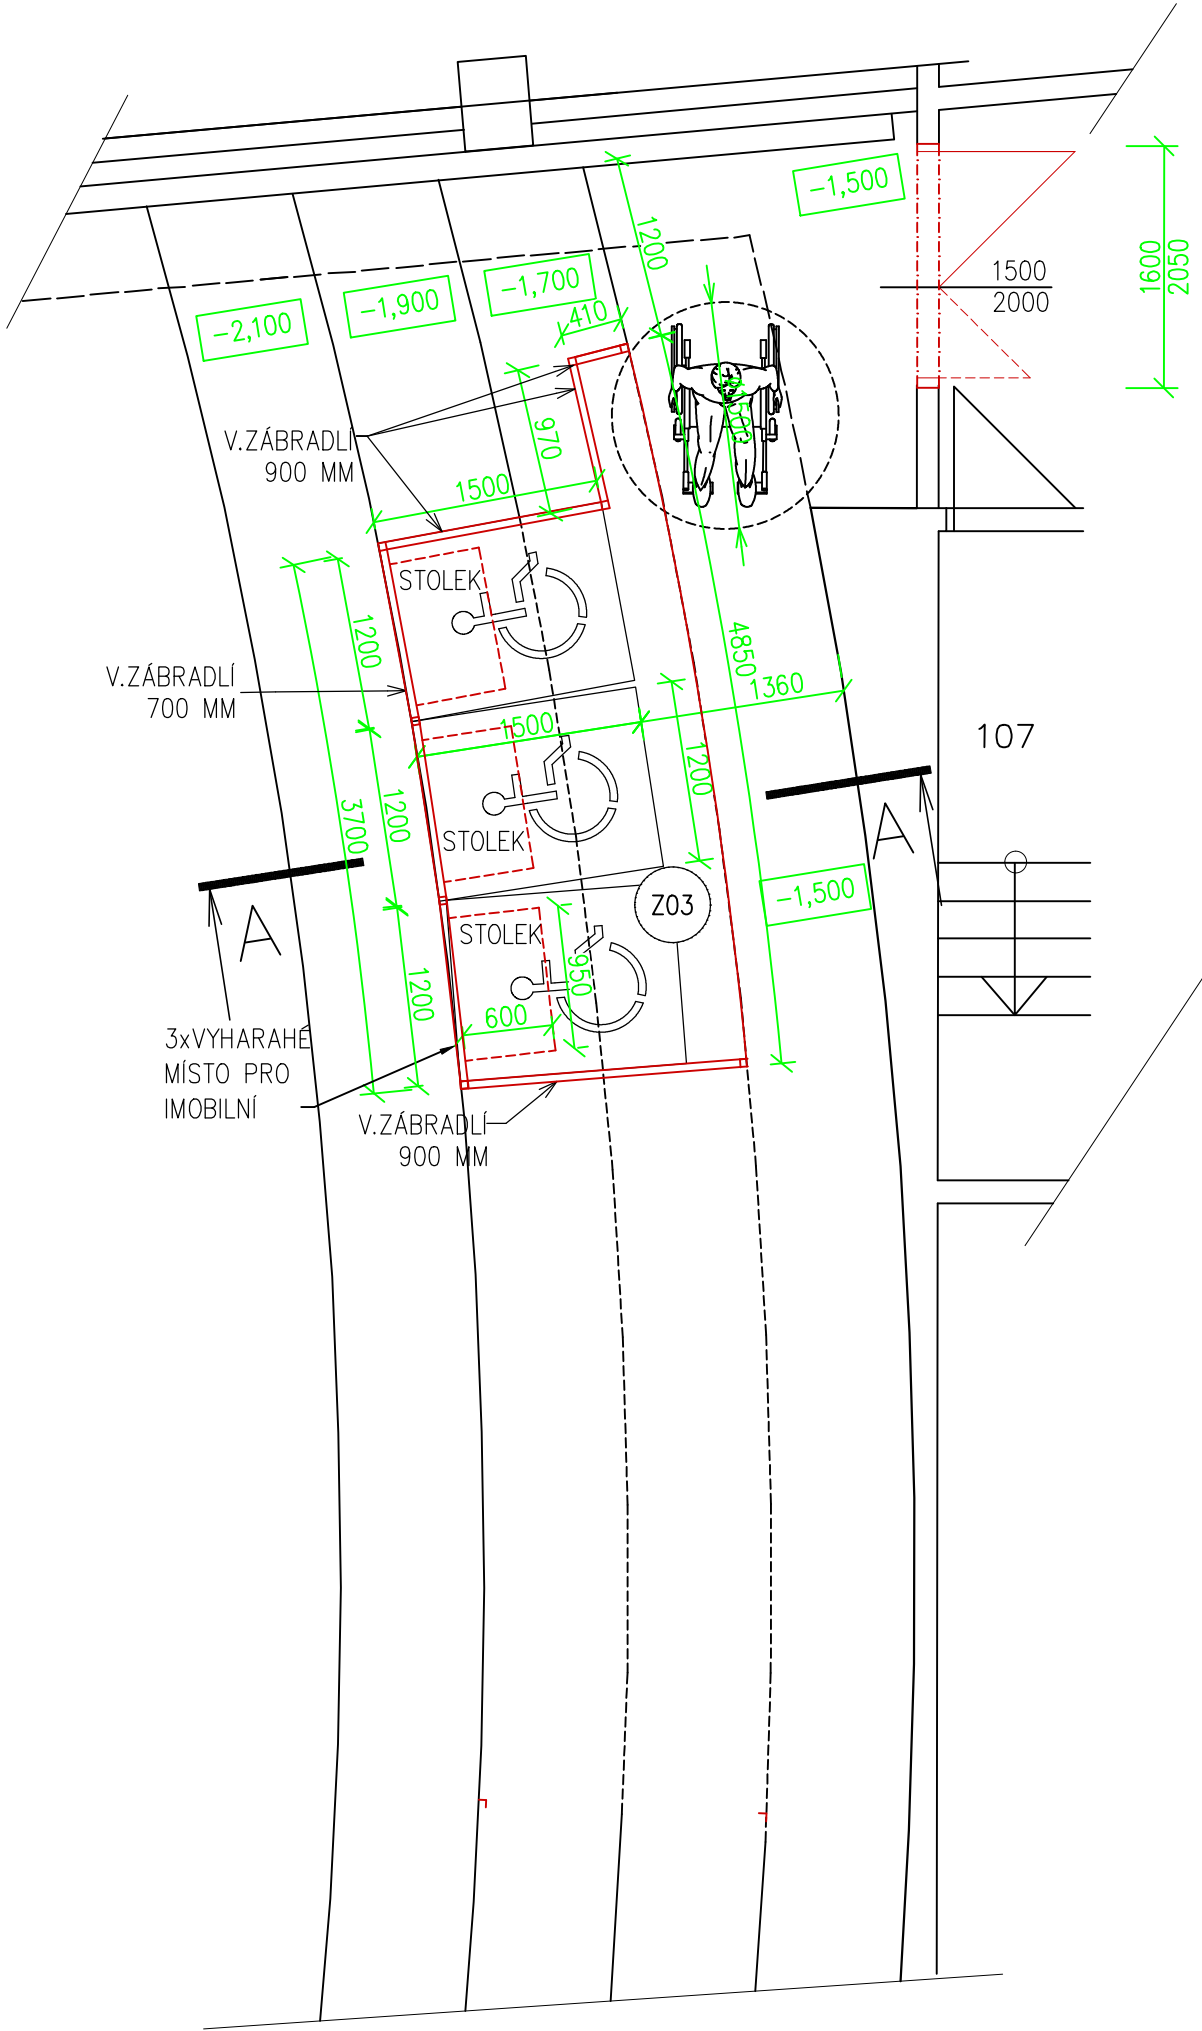 −1,500
1200
1600
2050
1500
2000
−1,700
−1,900
−2,100
410
V.ZÁBRADLÍ
900 MM
970
1500
1500
STOLEK
1200
4850
1360
V.ZÁBRADLÍ
700 MM
1500
107
1200
3700
1200
STOLEK
A
A
Z03
−1,500
STOLEK
950
1200
600
3xVYHARAHÉ
MÍSTO PRO
IMOBILNÍ
V.ZÁBRADLÍ
900 MM